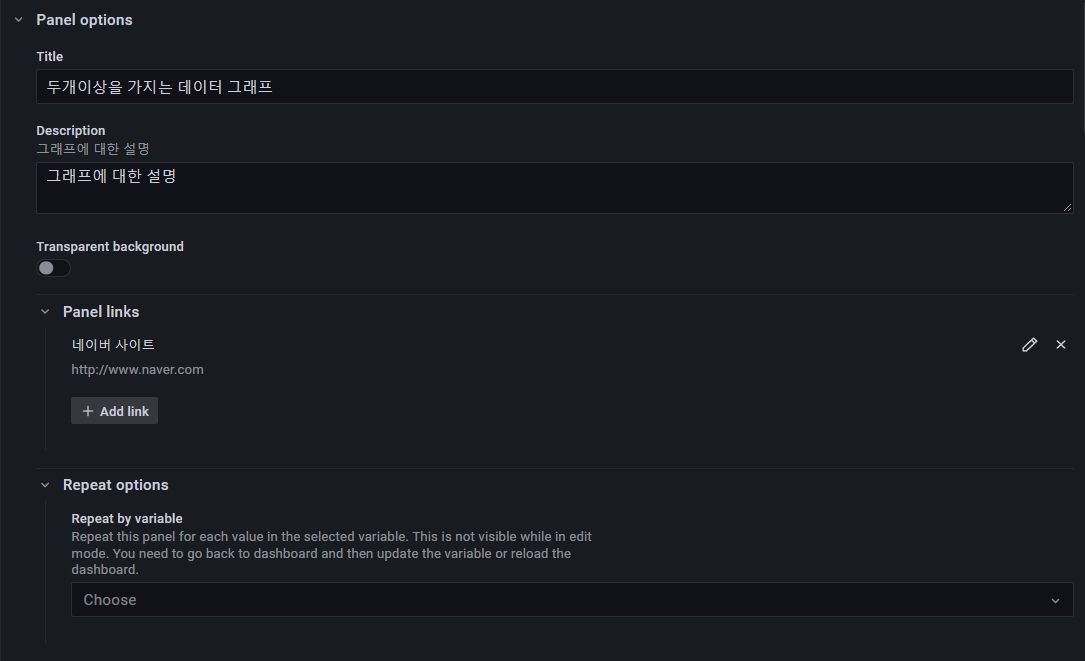 Panel options
Title
두개이상을 가지는 데이터 그래프
Description
그래프에 대한 설명
그래프에 대한 설명
Transparent background
Panel links
네이버 사이트
http://www.naver.com
+ Add link
Repeat options
Repeat by variable
Repeat this panel for each value in the selected variable. This is not visible while in edit
mode. You need to go back to dashboard and then update the variable or reload the
dashboard.
Choose